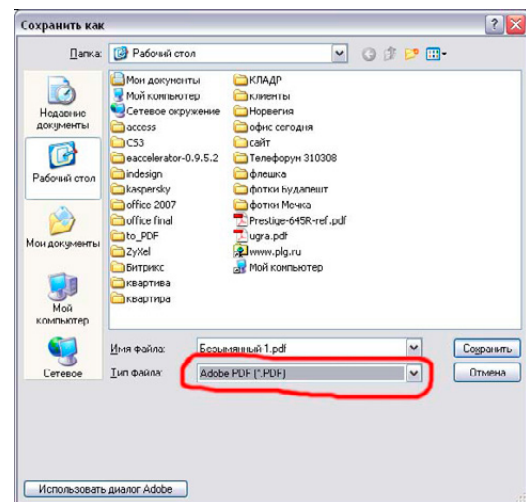 Сохранить как
Папка:
Рабочий стол
Недавние документы
Рабочий стол
Мои документы
Мой компьютер
Сетевое
Мои документы
Мой компьютер
Сетевое окружение
access
CS3
eaccelerator-0.9.5.2
indesign
kaspersky
office 2007
office final
to_PDF
ZyXel
Битрикс
квартива
квартира
КЛАДР
клиенты
Норвегия
офис сегодня
сайт
Телефорун 310308
флешка
фотки Будапешт
фотки Мочка
Prestige-645R-ref.pdf
ugra.pdf
www.plg.ru
Мой компьютер
Имя файла:
Безымянный 1.pdf
Сохранить
Тип файла:
Adobe PDF (*.PDF)
Отмена
Использовать диалог Adobe